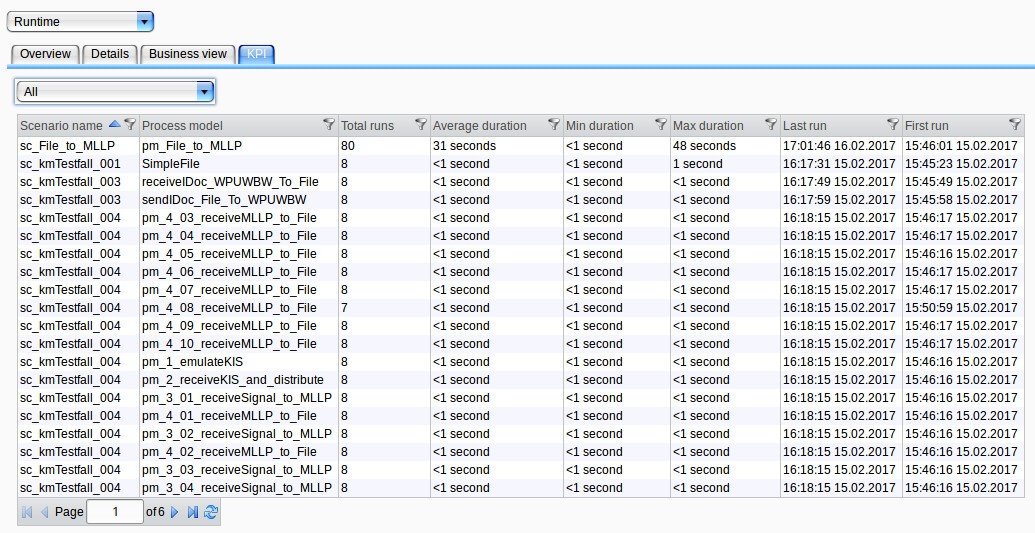 Runtime
Overview Details Business view KPI
All
Scenario name Process model Total runs Average duration Min duration Max duration Last run First run
sc_File_to_MLLP pm_File_to_MLLP 80 31 seconds <1 second 48 seconds 17:01:46 16.02.2017 15:46:01 15.02.2017
sc_kmTestfall_001 SimpleFile 8 <1 second <1 second 1 second 16:17:31 15.02.2017 15:45:23 15.02.2017
sc_kmTestfall_003 receiveIDoc_WPUWBW_To_File 8 <1 second <1 second <1 second 16:17:49 15.02.2017 15:45:49 15.02.2017
sc_kmTestfall_003 sendIDoc_File_To_WPUWBW 8 <1 second <1 second <1 second 16:17:59 15.02.2017 15:45:58 15.02.2017
sc_kmTestfall_004 pm_4_03_receiveMLLP_to_File 8 <1 second <1 second <1 second 16:18:15 15.02.2017 15:46:17 15.02.2017
sc_kmTestfall_004 pm_4_04_receiveMLLP_to_File 8 <1 second <1 second <1 second 16:18:15 15.02.2017 15:46:17 15.02.2017
sc_kmTestfall_004 pm_4_05_receiveMLLP_to_File 8 <1 second <1 second <1 second 16:18:15 15.02.2017 15:46:16 15.02.2017
sc_kmTestfall_004 pm_4_06_receiveMLLP_to_File 8 <1 second <1 second <1 second 16:18:15 15.02.2017 15:46:17 15.02.2017
sc_kmTestfall_004 pm_4_07_receiveMLLP_to_File 8 <1 second <1 second <1 second 16:18:15 15.02.2017 15:46:17 15.02.2017
sc_kmTestfall_004 pm_4_08_receiveMLLP_to_File 7 <1 second <1 second <1 second 16:18:15 15.02.2017 15:50:59 15.02.2017
sc_kmTestfall_004 pm_4_09_receiveMLLP_to_File 8 <1 second <1 second <1 second 16:18:15 15.02.2017 15:46:17 15.02.2017
sc_kmTestfall_004 pm_4_10_receiveMLLP_to_File 8 <1 second <1 second <1 second 16:18:15 15.02.2017 15:46:17 15.02.2017
sc_kmTestfall_004 pm_1_emulateKIS 8 <1 second <1 second <1 second 16:18:15 15.02.2017 15:46:16 15.02.2017
sc_kmTestfall_004 pm_2_receiveKIS_and_distribute 8 <1 second <1 second <1 second 16:18:15 15.02.2017 15:46:16 15.02.2017
sc_kmTestfall_004 pm_3_01_receiveSignal_to_MLLP 8 <1 second <1 second <1 second 16:18:15 15.02.2017 15:46:16 15.02.2017
sc_kmTestfall_004 pm_4_01_receiveMLLP_to_File 8 <1 second <1 second <1 second 16:18:15 15.02.2017 15:46:16 15.02.2017
sc_kmTestfall_004 pm_3_02_receiveSignal_to_MLLP 8 <1 second <1 second <1 second 16:18:15 15.02.2017 15:46:16 15.02.2017
sc_kmTestfall_004 pm_4_02_receiveMLLP_to_File 8 <1 second <1 second <1 second 16:18:15 15.02.2017 15:46:16 15.02.2017
sc_kmTestfall_004 pm_3_03_receiveSignal_to_MLLP 8 <1 second <1 second <1 second 16:18:15 15.02.2017 15:46:16 15.02.2017
sc_kmTestfall_004 pm_3_04_receiveSignal_to_MLLP 8 <1 second <1 second <1 second 16:18:15 15.02.2017 15:46:16 15.02.2017
Page 1 of 6